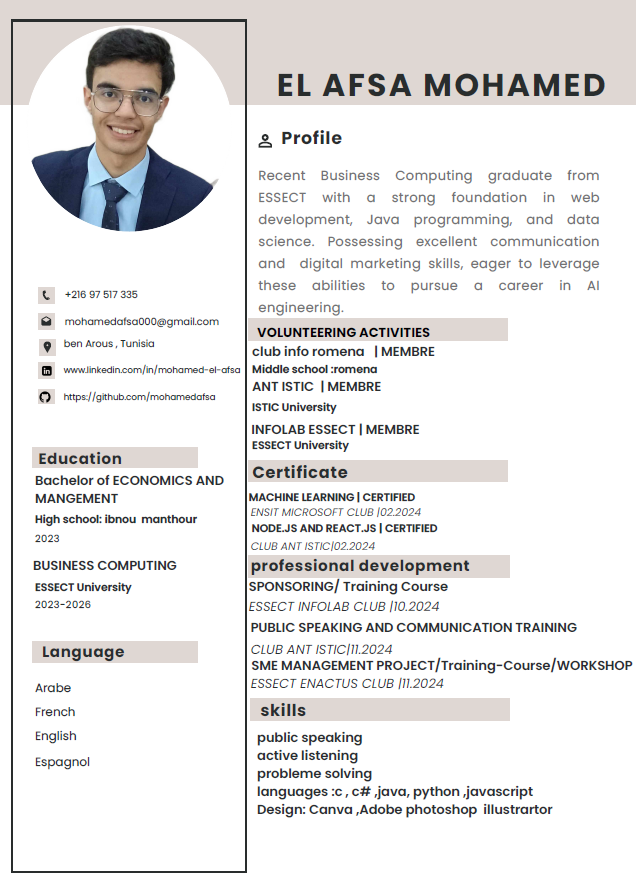 EL AFSA MOHAMED
+216 97 517 335
mohamedafsa000@gmail.com
ben Arous , Tunisia
www.linkedin.com/in/mohamed-el-afsa
https://github.com/mohamedafsa
Education
Bachelor of ECONOMICS AND
MANGEMENT
High school: ibnou manthour
2023
BUSINESS COMPUTING
ESSECT University
2023-2026
Language
Arabe
French
English
Espagnol
Profile
Recent Business Computing graduate from
ESSECT with a strong foundation in web
development, Java programming, and data
science. Possessing excellent communication
and digital marketing skills, eager to leverage
these abilities to pursue a career in AI
engineering.
VOLUNTEERING ACTIVITIES
club info romena | MEMBRE
Middle school :romena
ANT ISTIC | MEMBRE
ISTIC University
INFOLAB ESSECT | MEMBRE
ESSECT University
Certificate
MACHINE LEARNING | CERTIFIED
ENSIT MICROSOFT CLUB |02.2024
NODE.JS AND REACT.JS | CERTIFIED
CLUB ANT ISTIC|02.2024
professional development
SPONSORING/ Training Course
ESSECT INFOLAB CLUB |10.2024
PUBLIC SPEAKING AND COMMUNICATION TRAINING
CLUB ANT ISTIC|11.2024
SME MANAGEMENT PROJECT/Training-Course/WORKSHOP
ESSECT ENACTUS CLUB |11.2024
skills
public speaking
active listening
probleme solving
languages :c , c# ,java, python ,javascript
Design: Canva ,Adobe photoshop illustrartor